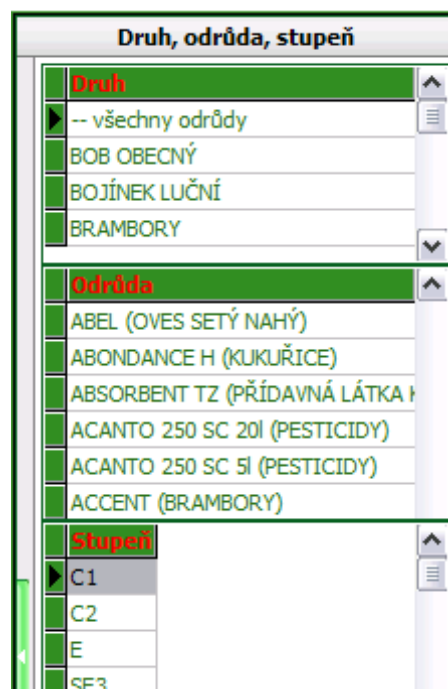 Druh, odrůda, stupeň
Druh
-- všechny odrůdy
BOB OBECNÝ
BOJÍNEK LUČNÍ
BRAMBORY
Odrůda
ABEL (OVES SETÝ NAHÝ)
ABONDANCE H (KUKUŘICE)
ABSORBENT TZ (PŘÍDAVNÁ LÁTKA
ACANTO 250 SC 20l (PESTICIDY)
ACANTO 250 SC 5l (PESTICIDY)
ACCENT (BRAMBORY)
Stupeň
C1
C2
E
SE3